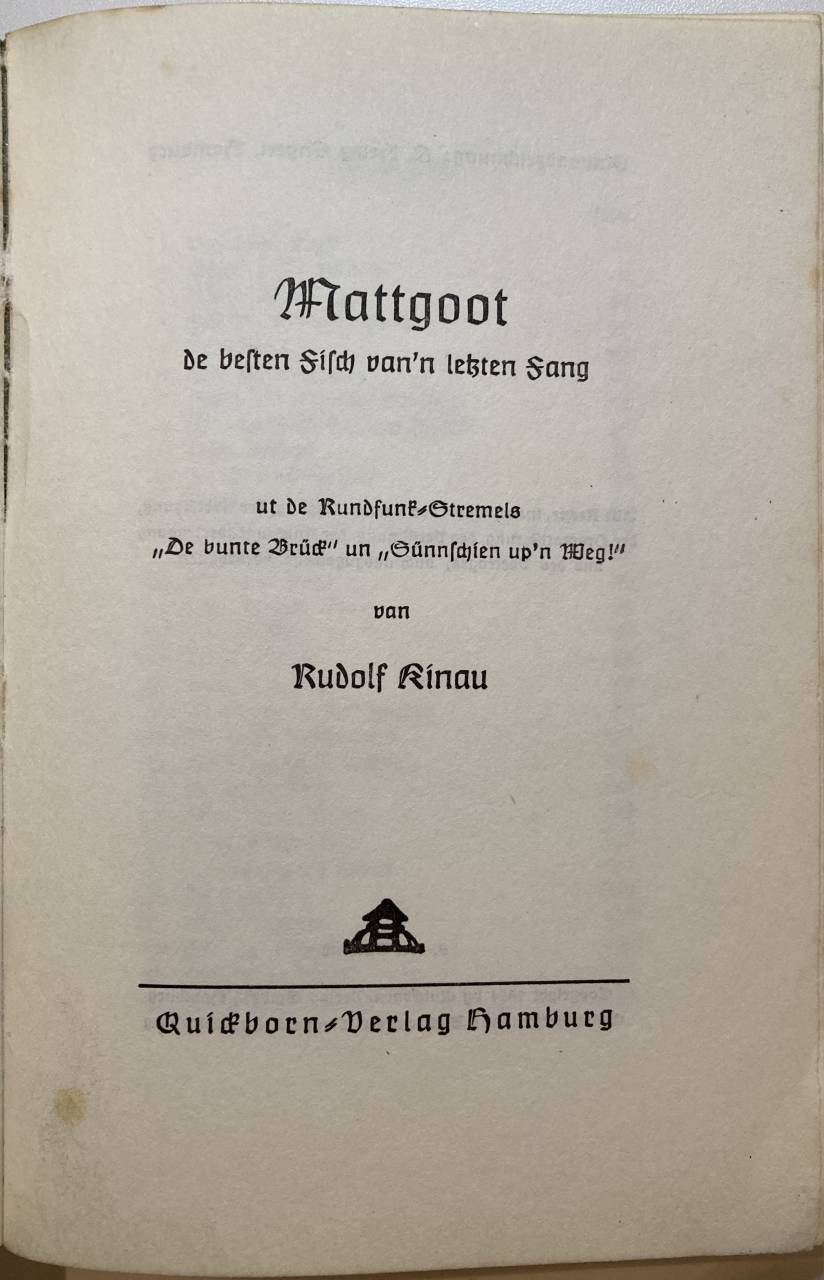 Mattgoot
de besten Fisch van'n letzten Fang
ut de Rundfunk-Stremels
„De bunte Brück" un „Sünnschien up'n Weg!"
van
Rudolf Kinau
Quickborn-Verlag Hamburg